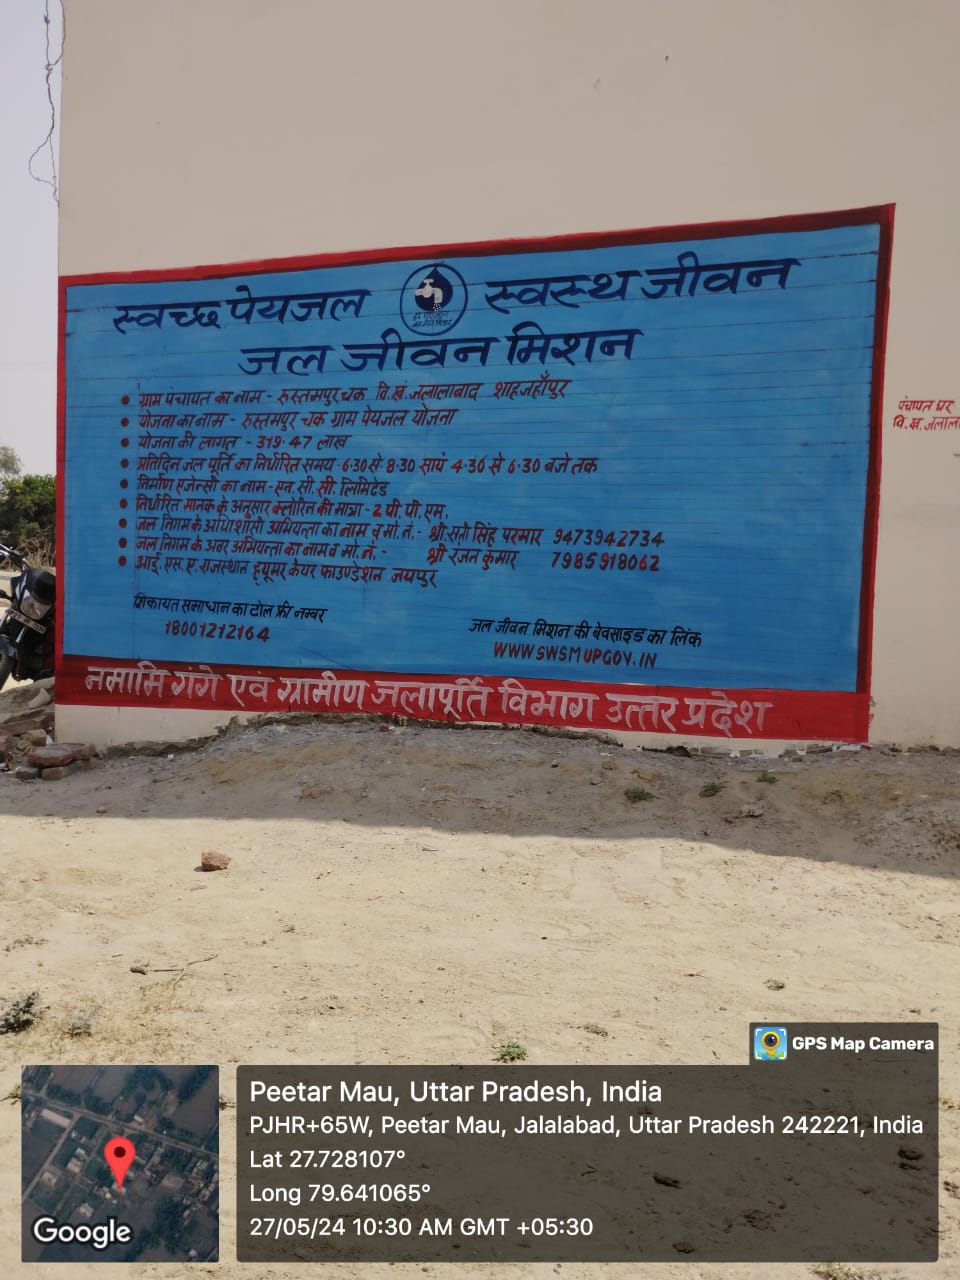 स्वच्छ पेयजल स्वस्थ जीवन
जल जीवन मिशन
ग्राम पंचायत का नाम - रुस्तमपुर चक वि.खं. जलालाबाद शाहजहाँपुर
योजना का नाम - रुस्तमपुर चक ग्राम पेयजल योजना
योजना की लागत - 319.47 लाख
प्रतिदिन जल पूर्ति का निर्धारित समय - 6.30 से 8.30 सायं 4.30 से 6.30 बजे तक
निर्माण एजेन्सी का नाम - एन.सी.सी. लिमिटेड
निर्धारित मानक के अनुसार क्लोरिन की मात्रा - 2 पी.पी.एम.
जल निगम के अधिशासी अभियन्ता का नाम व मो.नं. - श्री सिंह परमार 9473942734
जल निगम के अवर अभियन्ता का नाम व मो.नं. - श्री रंजन कुमार 7985918062
आई.एस.ए. राजस्थान ह्यूमर केयर फाउण्डेशन जयपुर
शिकायत समाधान का टोल फ्री नम्बर
18001212164
जल जीवन मिशन की बेवसाइड का लिंक
WWW SWSMUPGOV.IN
नमामि गंगे एवं ग्रामीण जलापूर्ति विभाग उत्तर प्रदेश
पंचायत घर
वि.ख.
GPS Map Camera
Peetar Mau, Uttar Pradesh, India
PJHR+65W, Peetar Mau, Jalalabad, Uttar Pradesh 242221, India
Lat 27.728107°
Long 79.641065°
27/05/24 10:30 AM GMT +05:30
Google